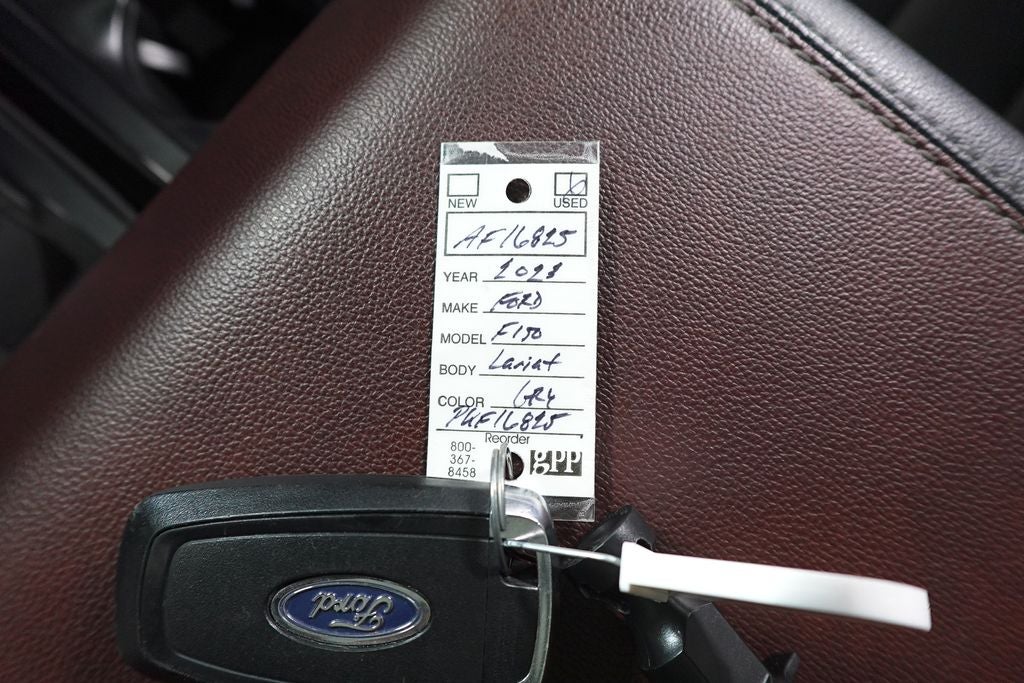 NEW USED
AF16825
YEAR 2023
MAKE FORD
MODEL F150
BODY Lariat
COLOR GRY
PKF16825
Reorder
800-
367-
8458
gpp
Ford